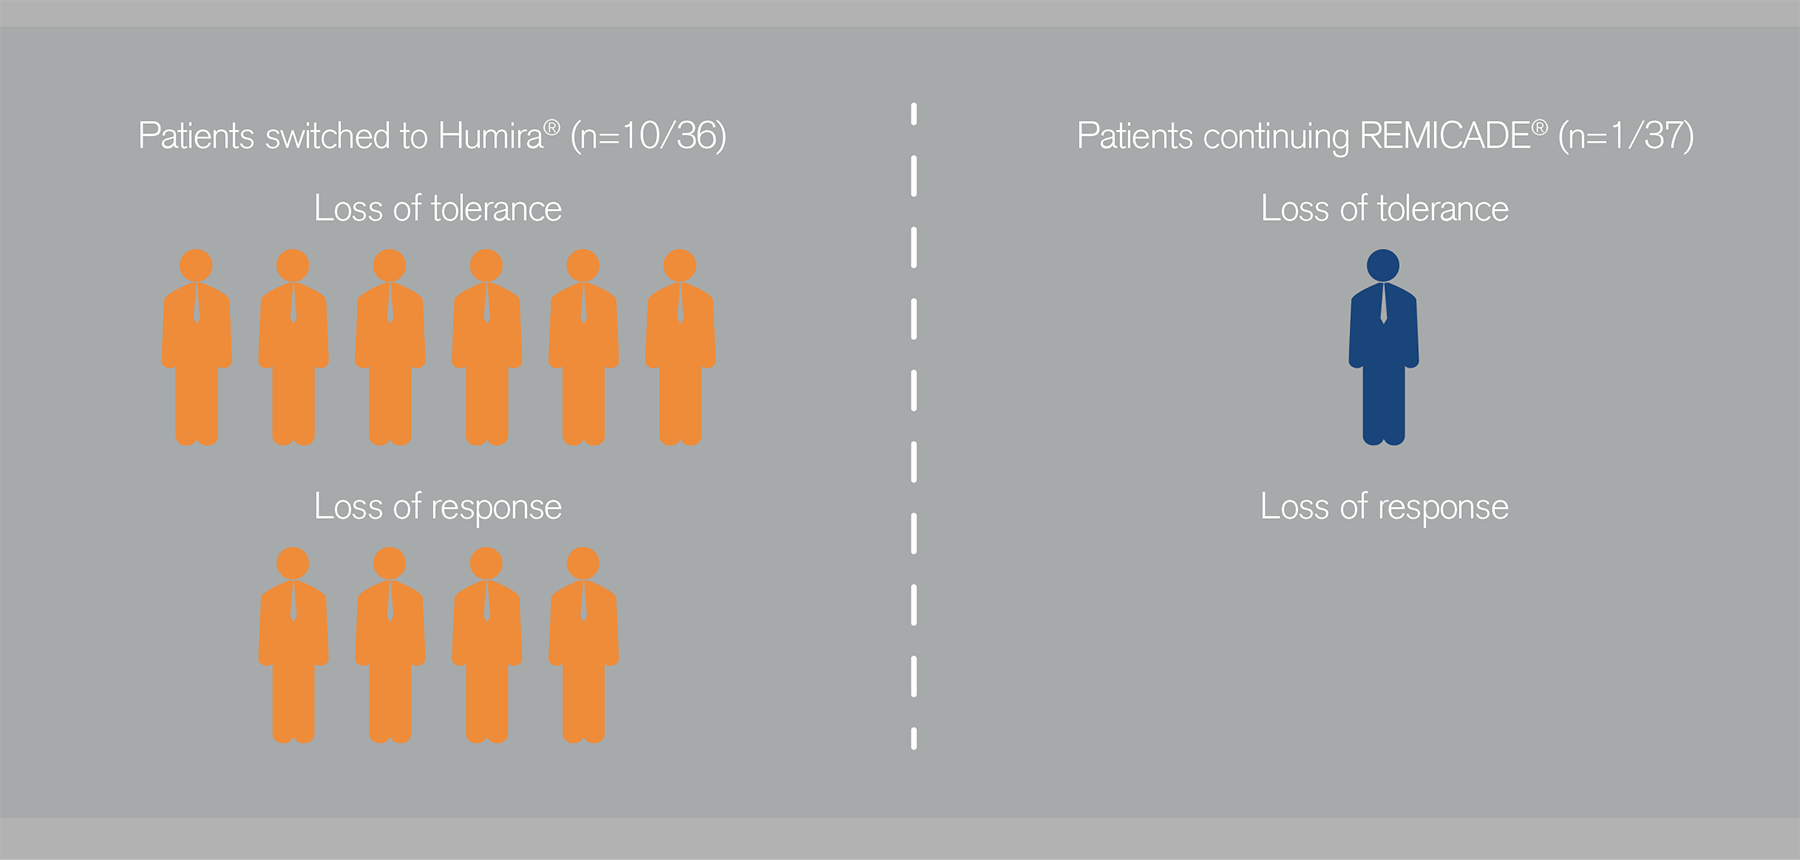 Patients switched to Humira® (n=10/36)
Loss of tolerance
Loss of response
Patients continuing REMICADE® (n=1/37)
Loss of tolerance
Loss of response